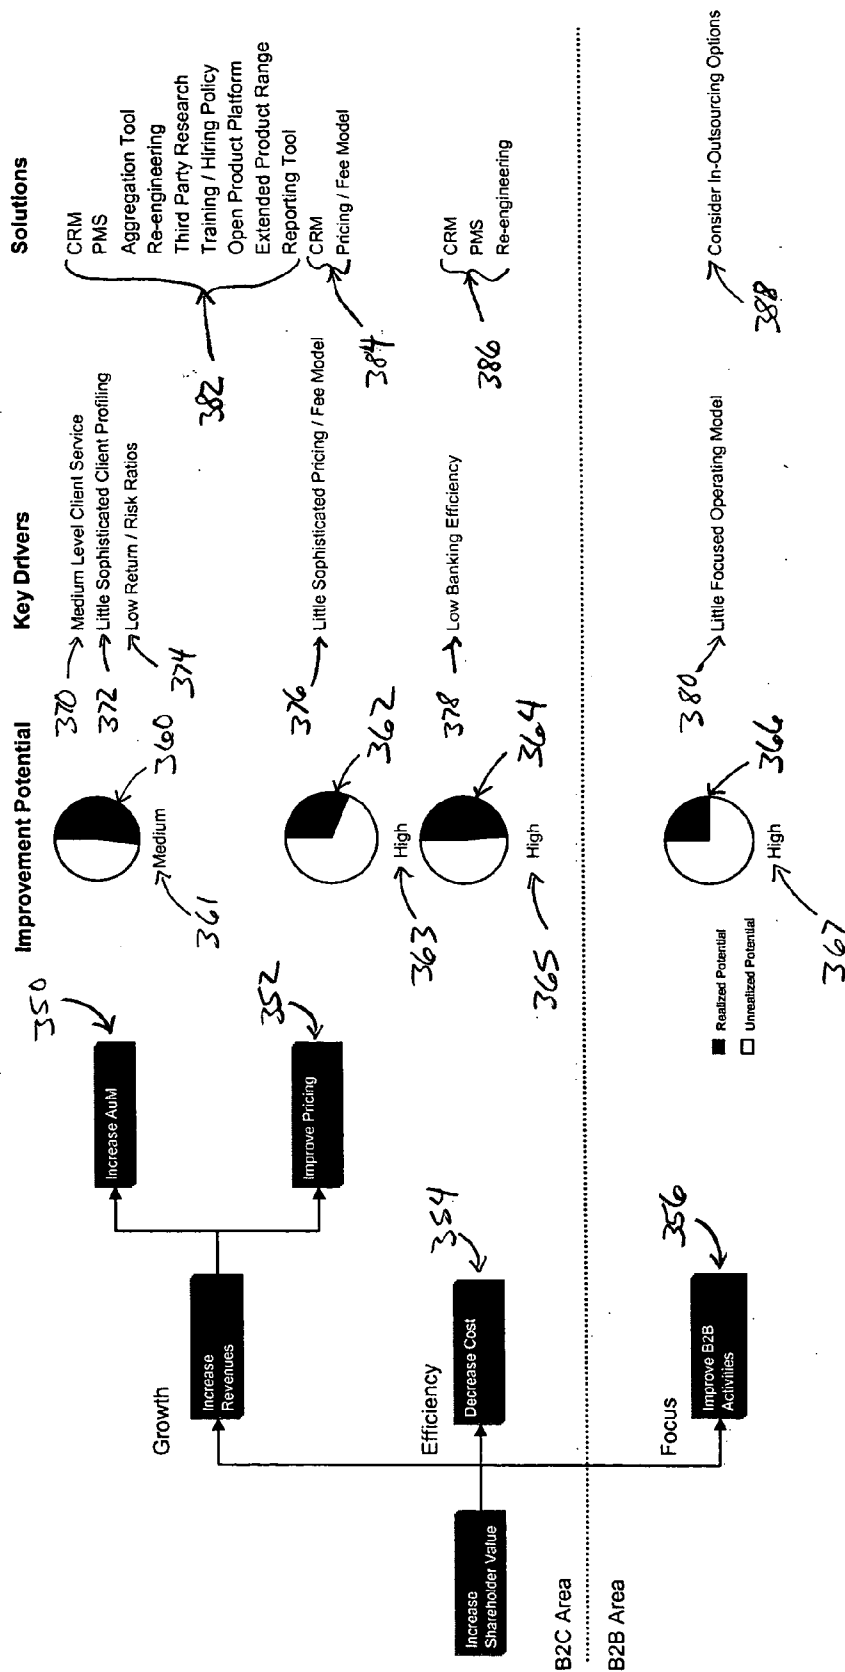 Improvement Potential
Key Drivers
Solutions
Growth
Increase
Revenues
350
Increase AuM
360
361
Medium
370
Medium Level Client Service
372
Little Sophisticated Client Profiling
374
Low Return / Risk Ratios
382
CRM
PMS
Aggregation Tool
Re-engineering
Third Party Research
Training / Hiring Policy
Open Product Platform
Extended Product Range
Reporting Tool
352
Improve Pricing
362
363
High
376
Little Sophisticated Pricing / Fee Model
384
CRM
Pricing / Fee Model
Increase
Shareholder Value
Efficiency
354
Decrease Cost
364
365
High
378
Low Banking Efficiency
386
CRM
PMS
Re-engineering
B2C Area
B2B Area
Focus
356
Improve B2B
Activities
Realized Potential
Unrealized Potential
366
367
High
380
Little Focused Operating Model
388
Consider In-Outsourcing Options